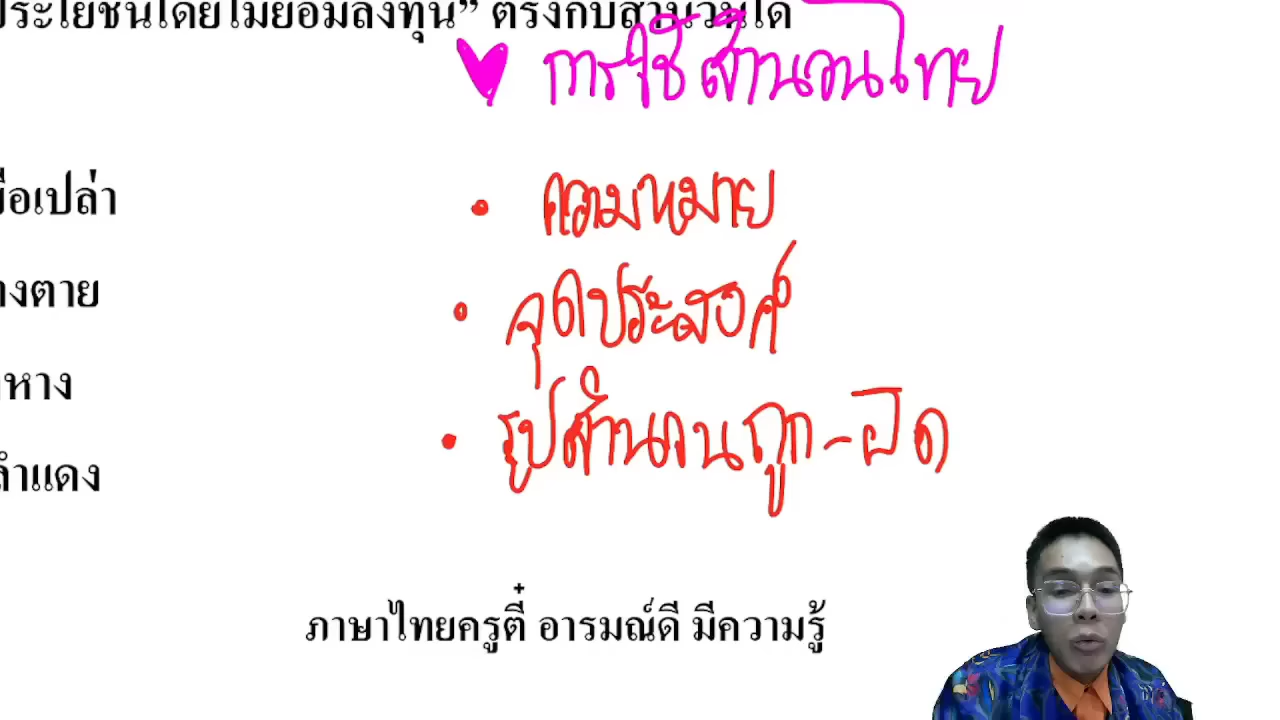 ประโยชน์โดยไม่ยอมลงทุน” ตรงกับสำนวนใด
การใช้สำนวนไทย
มือเปล่า
ความหมาย
จุดประสงค์
างตาย
หาง
รูปสำนวนถูก-ผิด
ลำแดง
ภาษาไทยครูตี๋ อารมณ์ดี มีความรู้